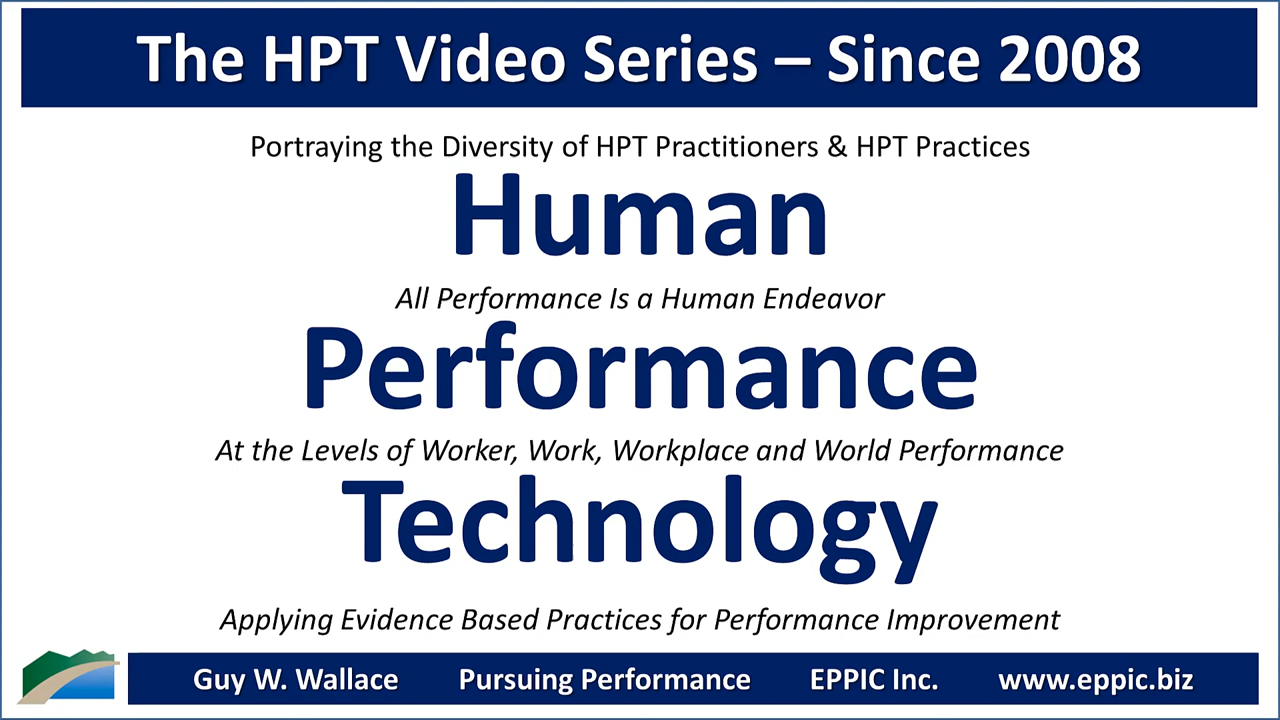 The HPT Video Series – Since 2008
Portraying the Diversity of HPT Practitioners & HPT Practices
Human
All Performance Is a Human Endeavor
Performance
At the Levels of Worker, Work, Workplace and World Performance
Technology
Applying Evidence Based Practices for Performance Improvement
Guy W. Wallace Pursuing Performance EPPIC Inc. www.eppic.biz